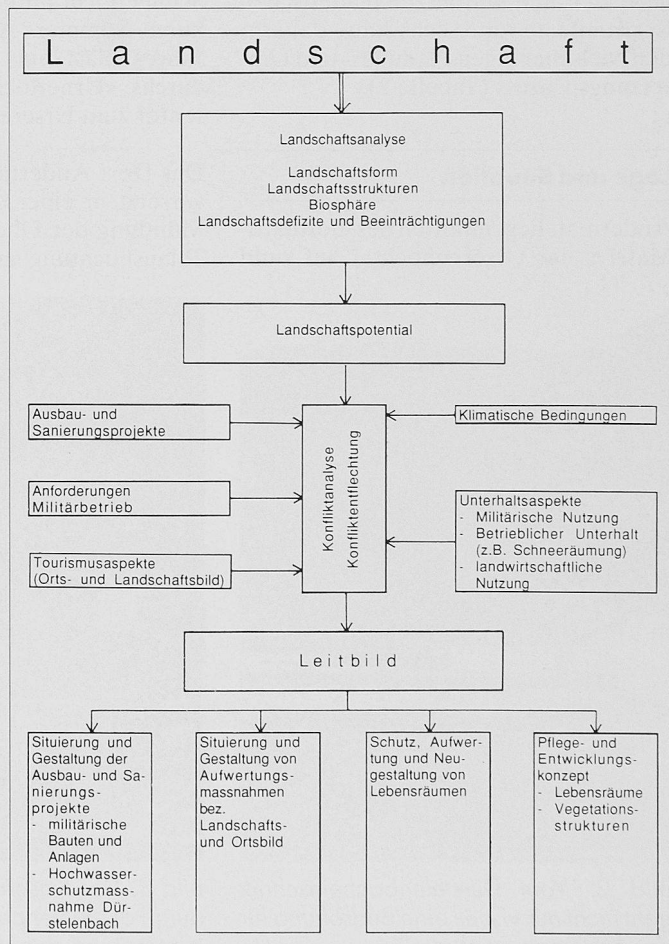 Landschaft
Landschaftsanalyse
Landschaftsform
Landschaftsstrukturen
Biosphäre
Landschaftsdefizite und Beeinträchtigungen
Landschaftspotential
Ausbau- und
Sanierungsprojekte
Anforderungen
Militärbetrieb
Tourismusaspekte
(Orts- und Landschaftsbild)
Konfliktanalyse
Konfliktentflechtung
Klimatische Bedingungen
Unterhaltsaspekte
- Militärische Nutzung
- Betrieblicher Unterhalt
(z.B. Schneeräumung)
- landwirtschaftliche
Nutzung
Leitbild
Situierung und
Gestaltung der
Ausbau- und Sa-
nierungs-
projekte
- militärische
Bauten und
Anlagen
- Hochwasser-
schutzmass-
nahme Dür-
stelenbach
Situierung und
Gestaltung von
Aufwertungs-
massnahmen
bez.
Landschafts-
und Ortsbild
Schutz, Aufwer-
tung und Neu-
gestaltung von
Lebensräumen
Pflege- und
Entwicklungs-
konzept
- Lebensräume
- Vegetations-
strukturen